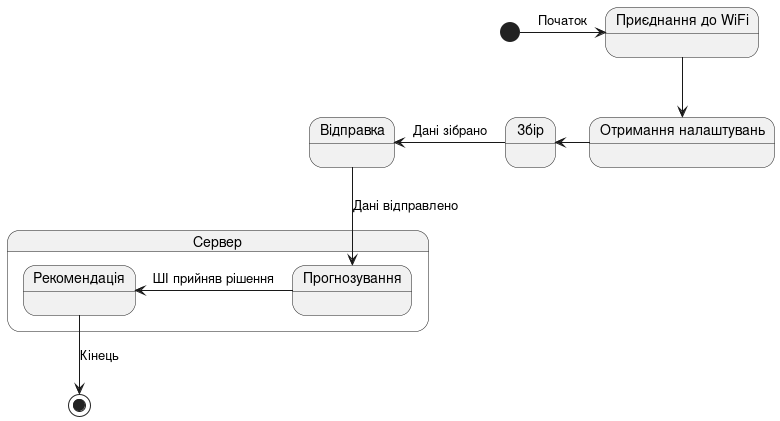 Початок
Приєднання до WiFi
Відправка
Дані зібрано
Збір
Отримання налаштувань
Дані відправлено
Сервер
Рекомендація
ШІ прийняв рішення
Прогнозування
Кінець